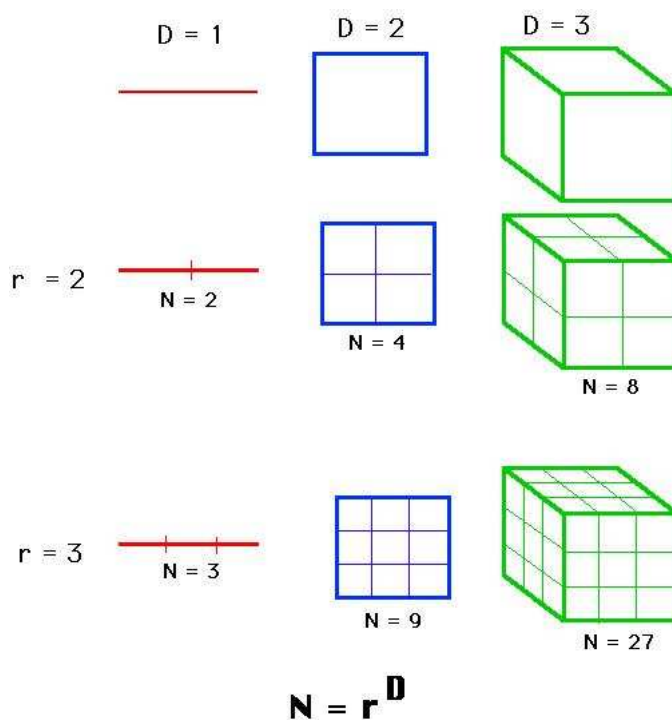 D = 1
D = 2
D = 3
r = 2
N = 2
N = 4
N = 8
r = 3
N = 3
N = 9
N = 27
N = r^D